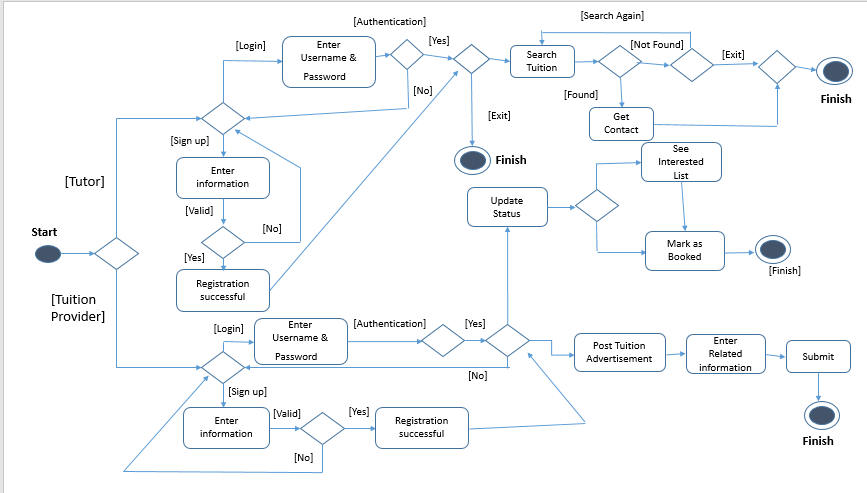 [Search Again]
[Authentication]
[Login]
Enter
Username &
Password
[Yes]
Search
Tuition
[Not Found]
[Exit]
Finish
[No]
[Found]
Get
Contact
[Exit]
[Sign up]
Finish
See
Interested
List
Enter
information
[Tutor]
[Valid]
Update
Status
[No]
Start
[Yes]
Mark as
Booked
[Finish]
Registration
successful
[Tuition
Provider]
[Login]
Enter
Username &
Password
[Authentication]
[Yes]
Post Tuition
Advertisement
Enter
Related
information
Submit
[No]
[Sign up]
Enter
information
[Valid]
[Yes]
Registration
successful
[No]
Finish